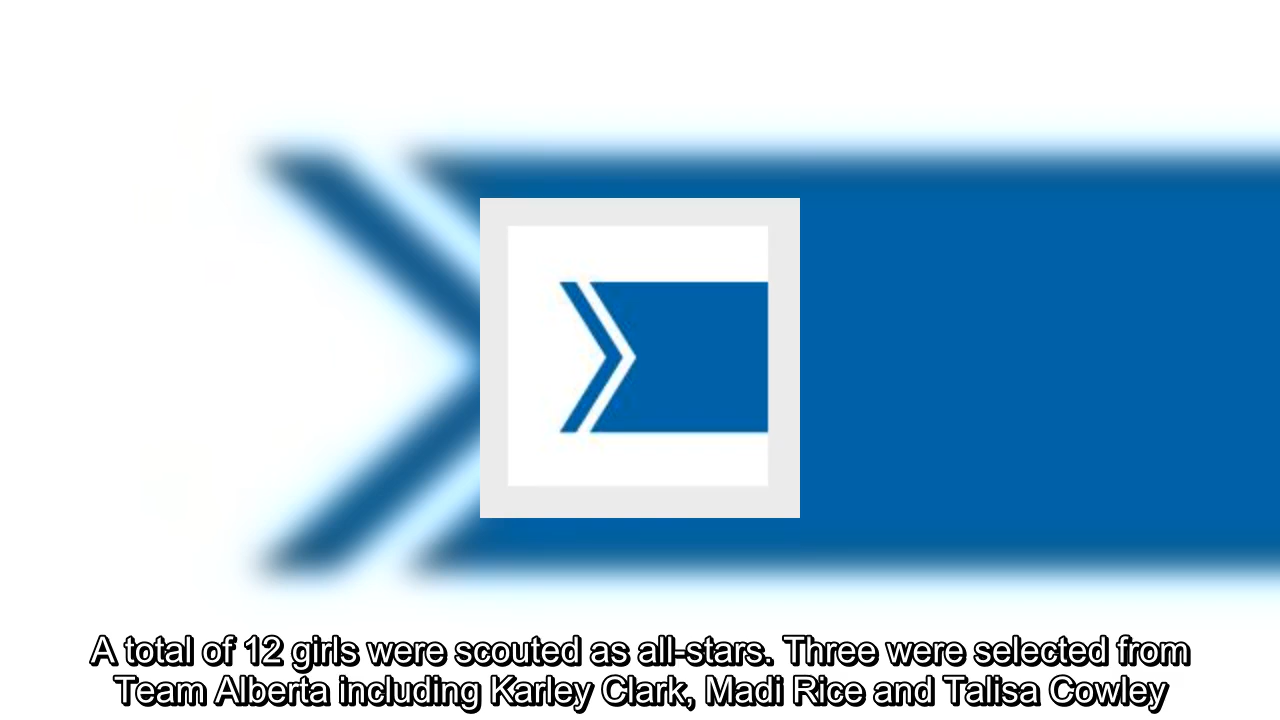 A total of 12 girls were scouted as all-stars. Three were selected from
Team Alberta including Karley Clark, Madi Rice and Talisa Cowley